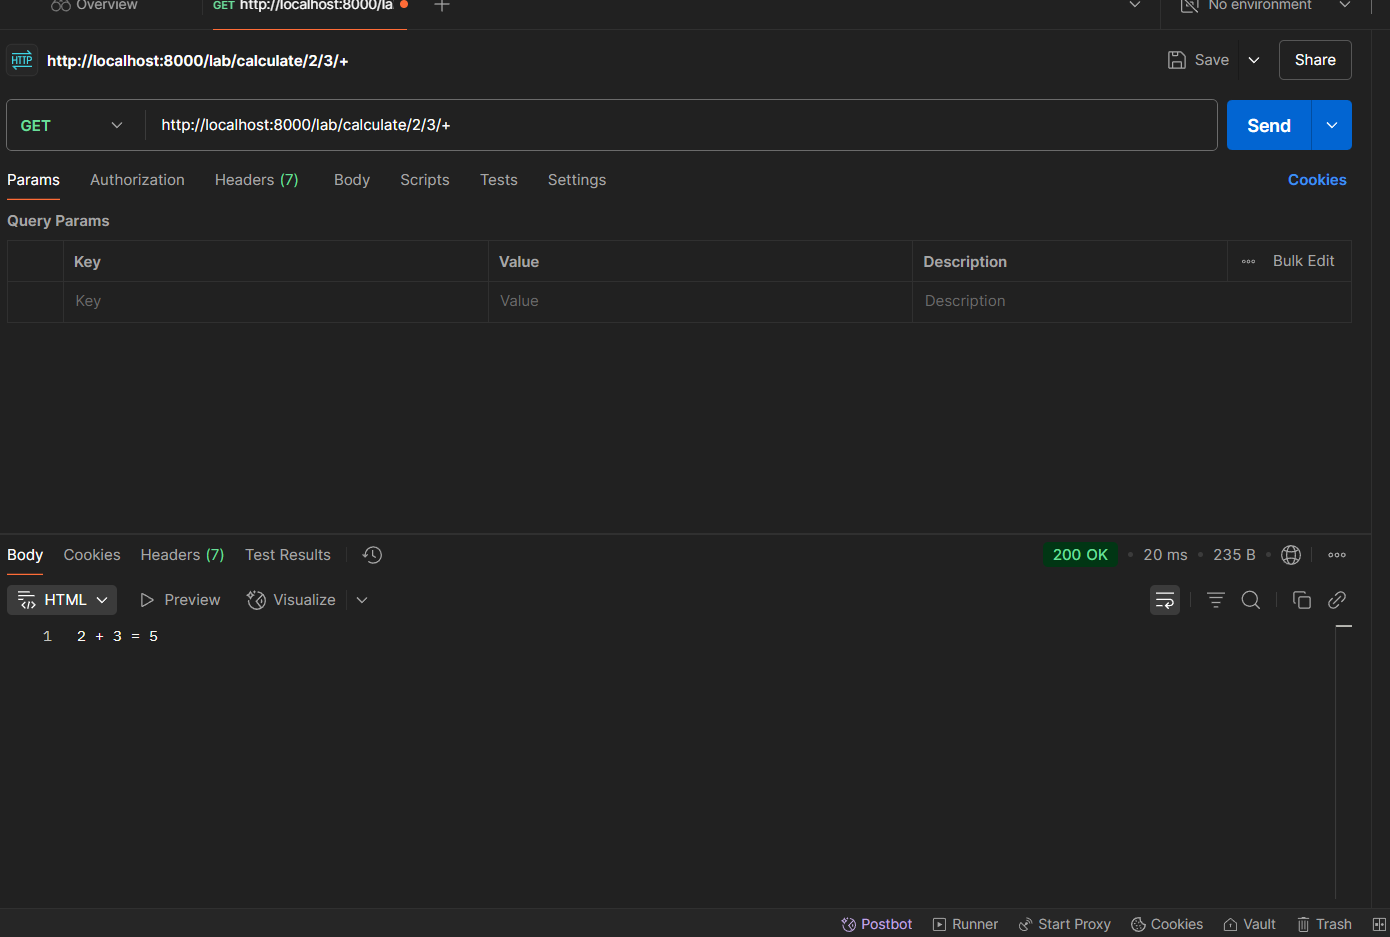 Overview GET http://localhost:8000/la No environment
HTTP http://localhost:8000/lab/calculate/2/3/+ Save Share
GET http://localhost:8000/lab/calculate/2/3/+ Send
Params Authorization Headers (7) Body Scripts Tests Settings Cookies
Query Params
Key Value Description Bulk Edit
Key Value Description
Body Cookies Headers (7) Test Results 200 OK 20 ms 235 B
HTML Preview Visualize
1 2 + 3 = 5
Postbot Runner Start Proxy Cookies Vault Trash